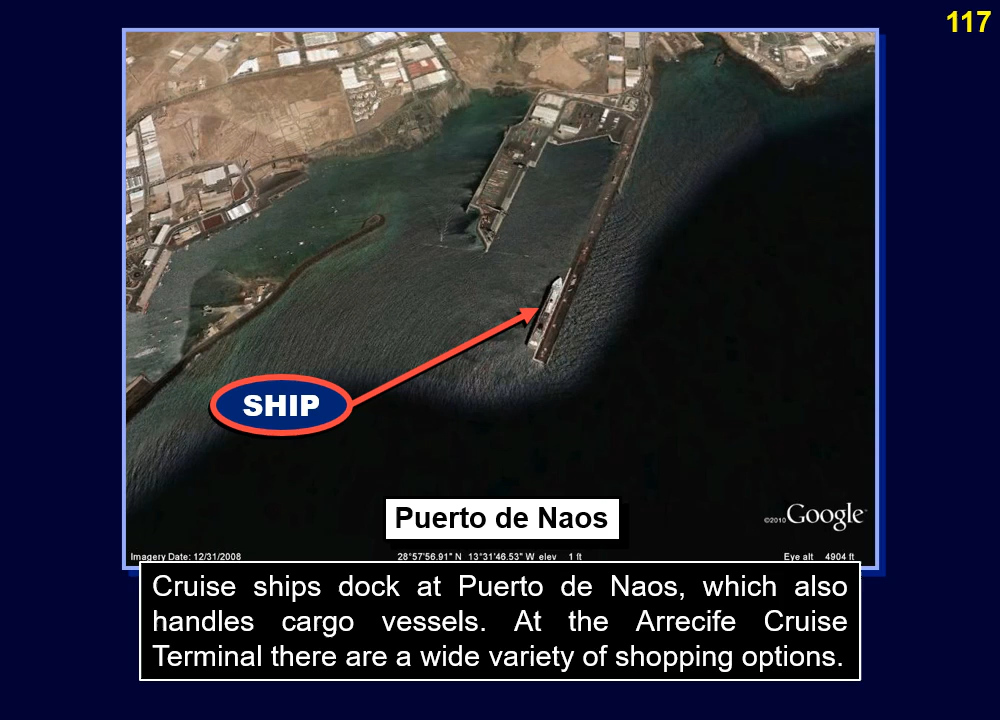 117
SHIP
Puerto de Naos
©2010 Google
Imagery Date: 12/31/2008 28°57'56.91" N 13°31'46.53" W elev 1 ft Eye alt 4904 ft
Cruise ships dock at Puerto de Naos, which also
handles cargo vessels. At the Arrecife Cruise
Terminal there are a wide variety of shopping options.